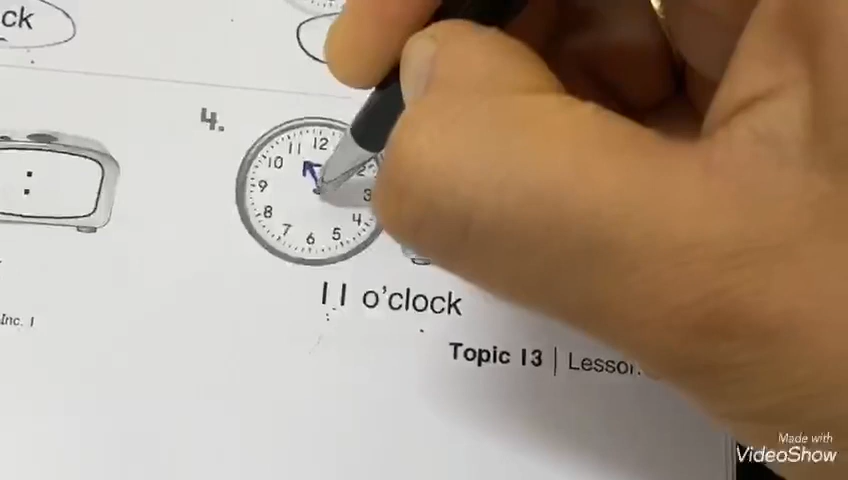 ck
4.
11 12
10 2
9 3
8 4
7 6 5
:
11 o'clock
Inc. 1
Topic 13 | Lesson
Made with
VideoShow